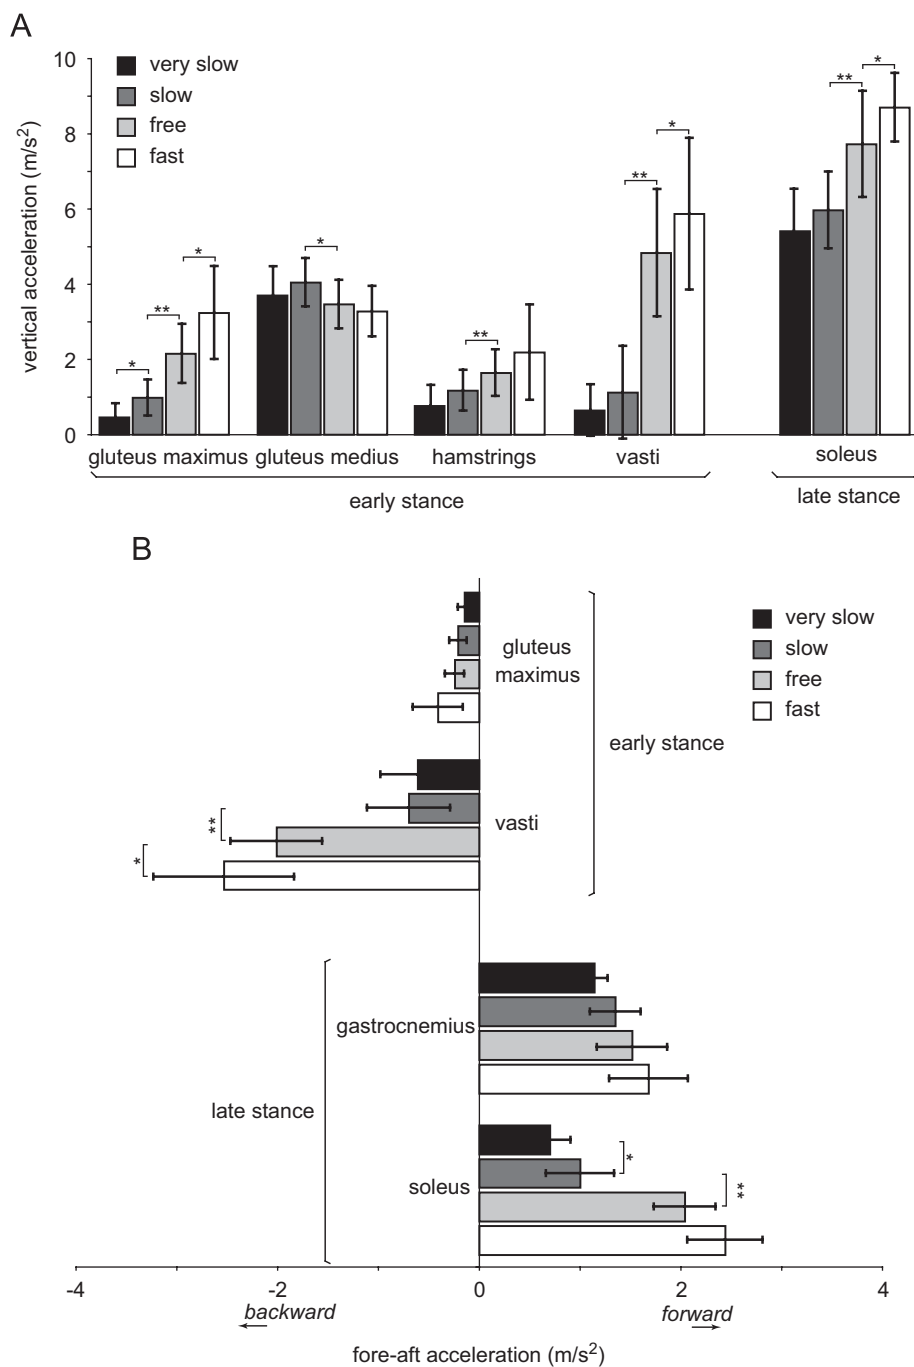 A
10
8
6
4
2
0
vertical acceleration (m/s²)
very slow
slow
free
fast
*
**
*
*
**
**
*
**
*
gluteus maximus gluteus medius hamstrings vasti soleus
early stance late stance
B
very slow
slow
free
fast
gluteus
maximus
early stance
vasti
**
*
gastrocnemius
late stance
soleus
*
**
-4 -2 0 2 4
backward forward
fore-aft acceleration (m/s²)